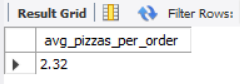 Result Grid Filter Rows:
avg_pizzas_per_order
2.32